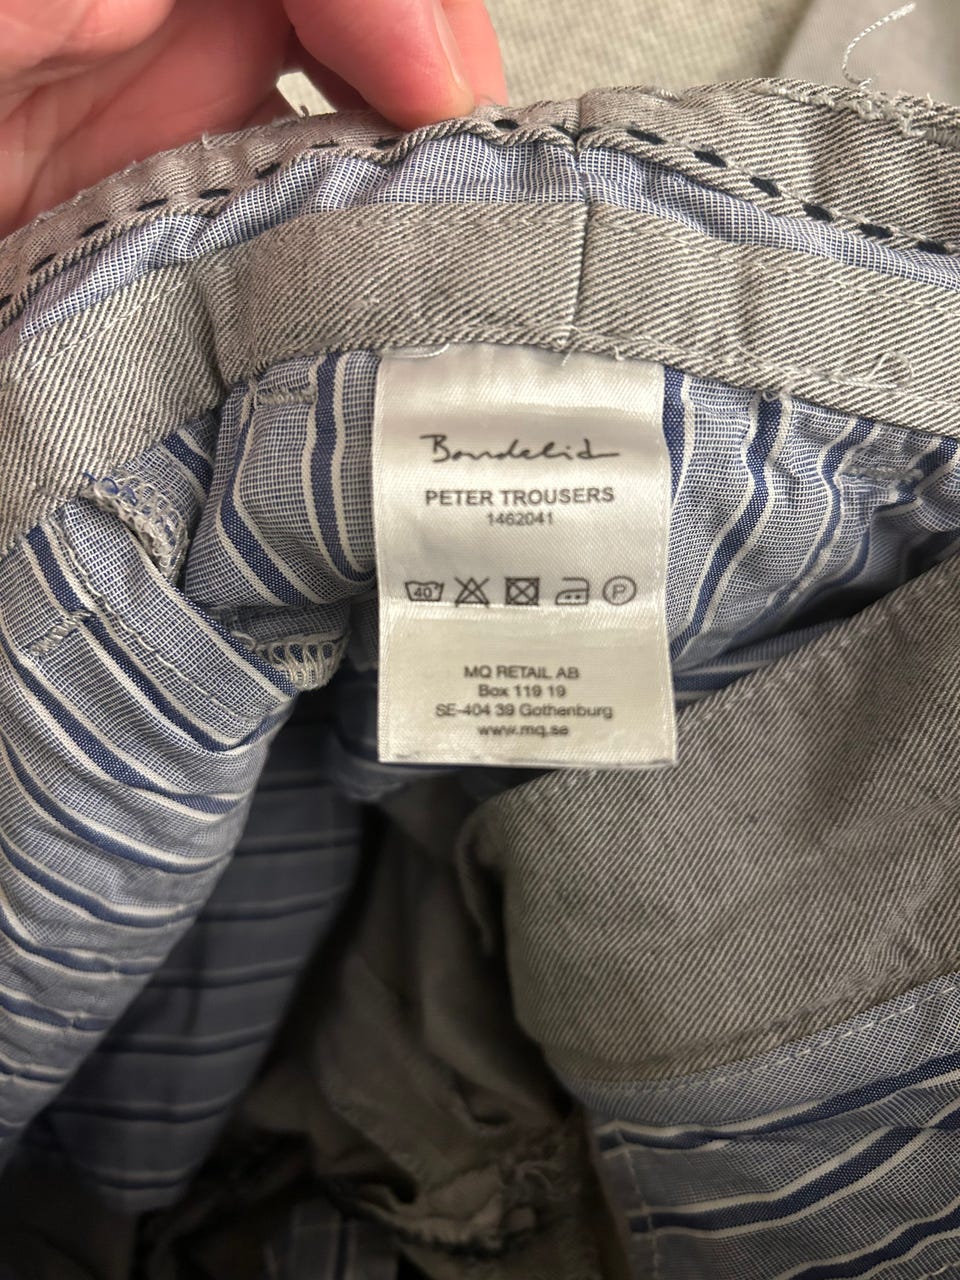 Bondelid
PETER TROUSERS
1462041
40 P
MQ RETAIL AB
Box 119 19
SE-404 39 Gothenburg
www.mq.se